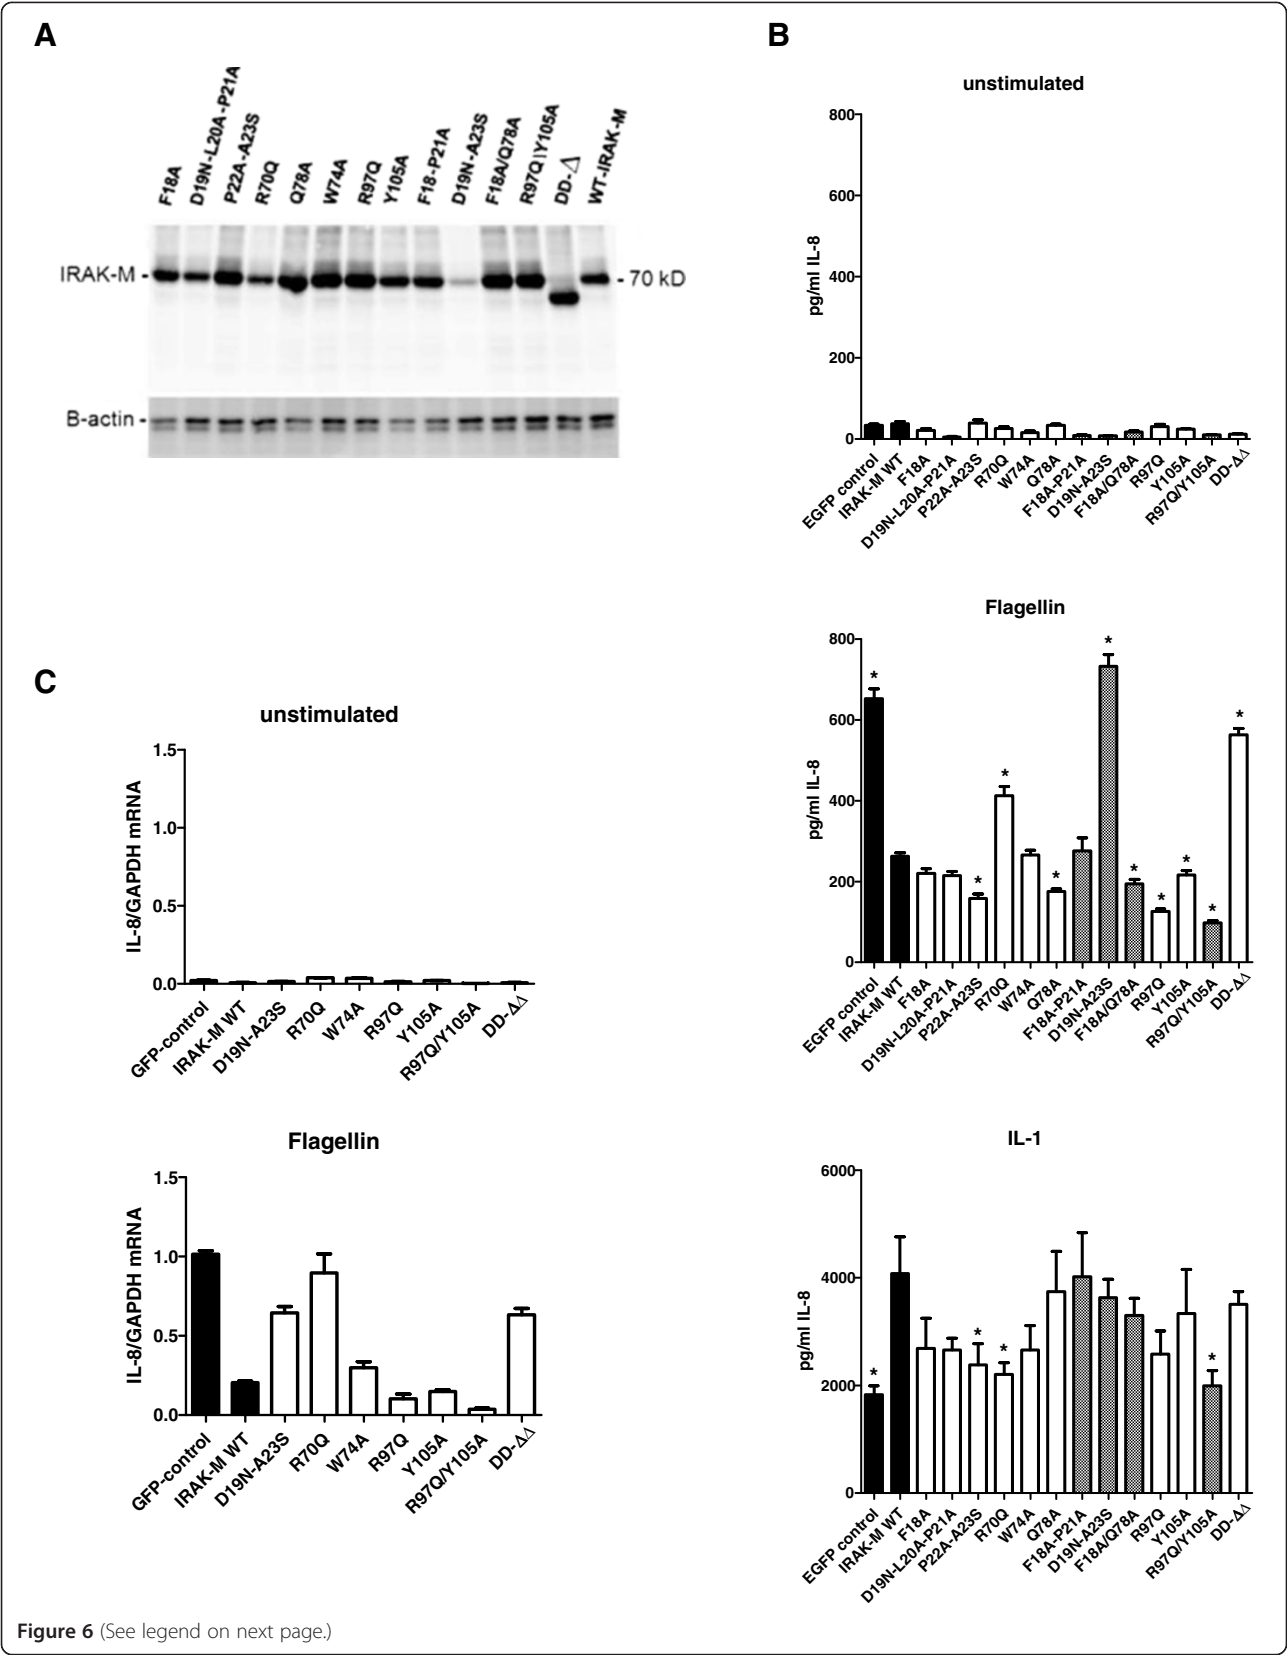 A
F18A
D19N-L20A-P21A
P22A-A23S
R70Q
Q78A
W74A
R97Q
Y105A
F18-P21A
D19N-A23S
F18A/Q78A
R97Q|Y105A
DD-Δ
WT-IRAK-M
IRAK-M -
- 70 kD
B-actin -
B
unstimulated
pg/ml IL-8
800
600
400
200
0
EGFP control
IRAK-M WT
F18A
D19N-L20A-P21A
P22A-A23S
R70Q
W74A
Q78A
F18A-P21A
D19N-A23S
F18A/Q78A
R97Q
Y105A
R97Q/Y105A
DD-ΔΔ
Flagellin
pg/ml IL-8
800
600
400
200
0
* * * * * * * * * *
EGFP control
IRAK-M WT
F18A
D19N-L20A-P21A
P22A-A23S
R70Q
W74A
Q78A
F18A-P21A
D19N-A23S
F18A/Q78A
R97Q
Y105A
R97Q/Y105A
DD-ΔΔ
IL-1
pg/ml IL-8
6000
4000
2000
0
* * * *
EGFP control
IRAK-M WT
F18A
D19N-L20A-P21A
P22A-A23S
R70Q
W74A
Q78A
F18A-P21A
D19N-A23S
F18A/Q78A
R97Q
Y105A
R97Q/Y105A
DD-ΔΔ
C
unstimulated
IL-8/GAPDH mRNA
1.5
1.0
0.5
0.0
GFP-control
IRAK-M WT
D19N-A23S
R70Q
W74A
R97Q
Y105A
R97Q/Y105A
DD-ΔΔ
Flagellin
IL-8/GAPDH mRNA
1.5
1.0
0.5
0.0
GFP-control
IRAK-M WT
D19N-A23S
R70Q
W74A
R97Q
Y105A
R97Q/Y105A
DD-ΔΔ
Figure 6 (See legend on next page.)